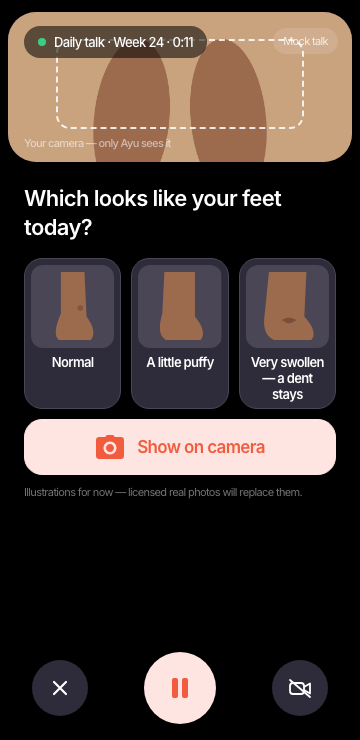 Daily talk · Week 24 · 0:11
Mock talk
Your camera — only Ayu sees it
Which looks like your feet
today?
Normal
A little puffy
Very swollen
— a dent
stays
Show on camera
Illustrations for now — licensed real photos will replace them.